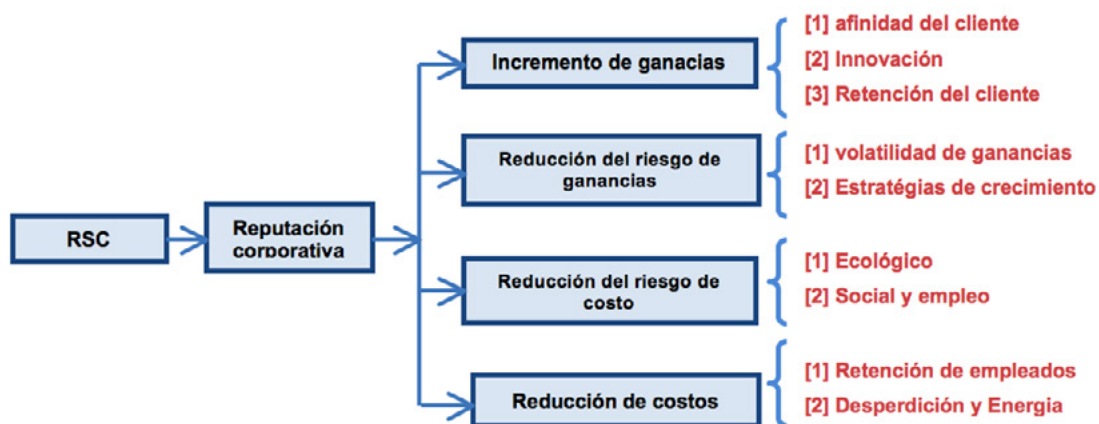 RSC
Reputación
corporativa
Incremento de ganacias
[1] afinidad del cliente
[2] Innovación
[3] Retención del cliente
Reducción del riesgo de
ganancias
[1] volatilidad de ganancias
[2] Estratégias de crecimiento
Reducción del riesgo de
costo
[1] Ecológico
[2] Social y empleo
Reducción de costos
[1] Retención de empleados
[2] Desperdición y Energia